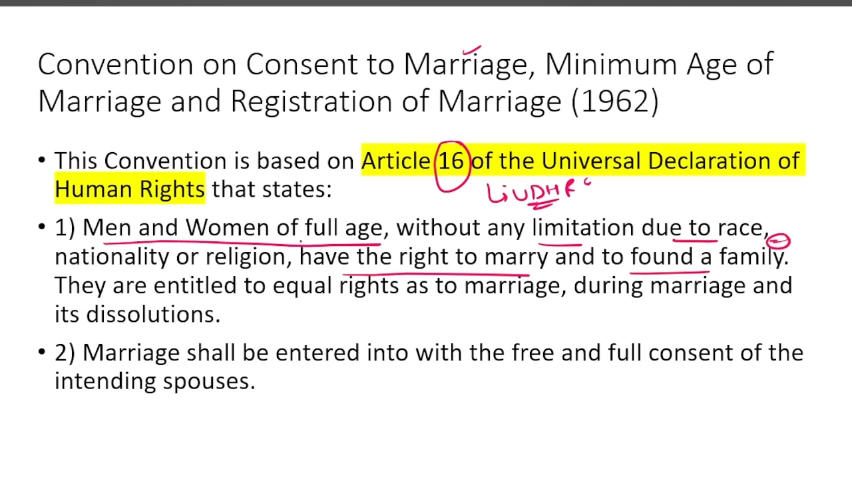 Convention on Consent to Marriage, Minimum Age of
Marriage and Registration of Marriage (1962)
• This Convention is based on Article 16 of the Universal Declaration of
Human Rights that states:
UDHR
• 1) Men and Women of full age, without any limitation due to race,
nationality or religion, have the right to marry and to found a family.
They are entitled to equal rights as to marriage, during marriage and
its dissolutions.
• 2) Marriage shall be entered into with the free and full consent of the
intending spouses.